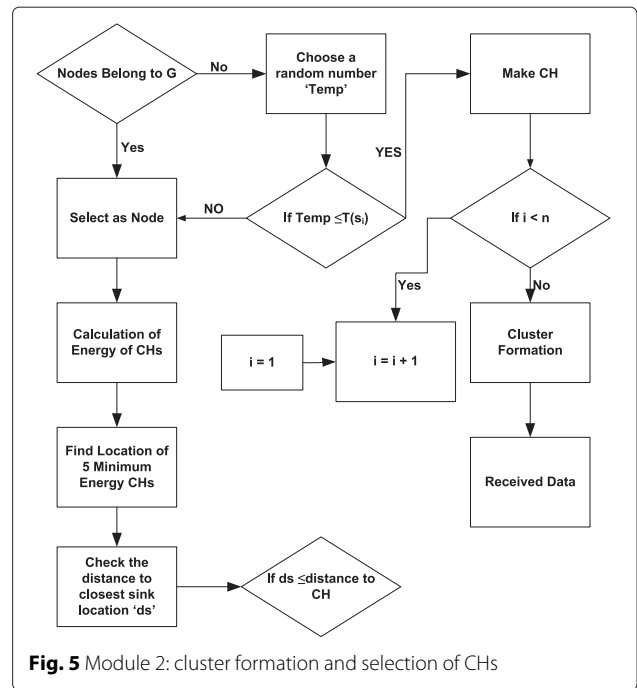 Nodes Belong to G
No
Choose a
random number
‘Temp’
Make CH
Yes
YES
Select as Node
NO
If Temp ≤T(si)
If i < n
Yes
No
Calculation of
Energy of CHs
i = 1
i = i + 1
Cluster
Formation
Find Location of
5 Minimum
Energy CHs
Received Data
Check the
distance to
closest sink
location ‘ds’
If ds ≤distance to
CH
Fig. 5 Module 2: cluster formation and selection of CHs